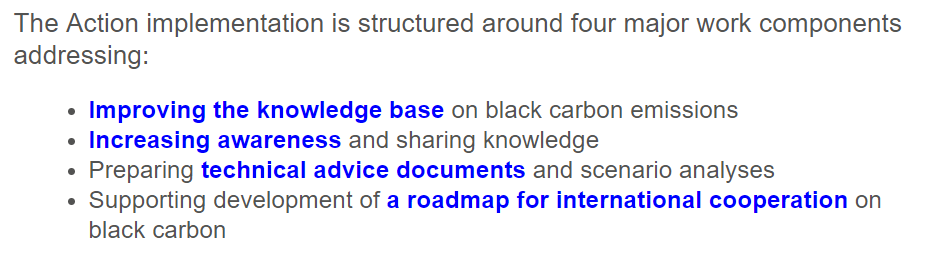 The Action implementation is structured around four major work components
addressing:
• Improving the knowledge base on black carbon emissions
• Increasing awareness and sharing knowledge
• Preparing technical advice documents and scenario analyses
• Supporting development of a roadmap for international cooperation on
black carbon